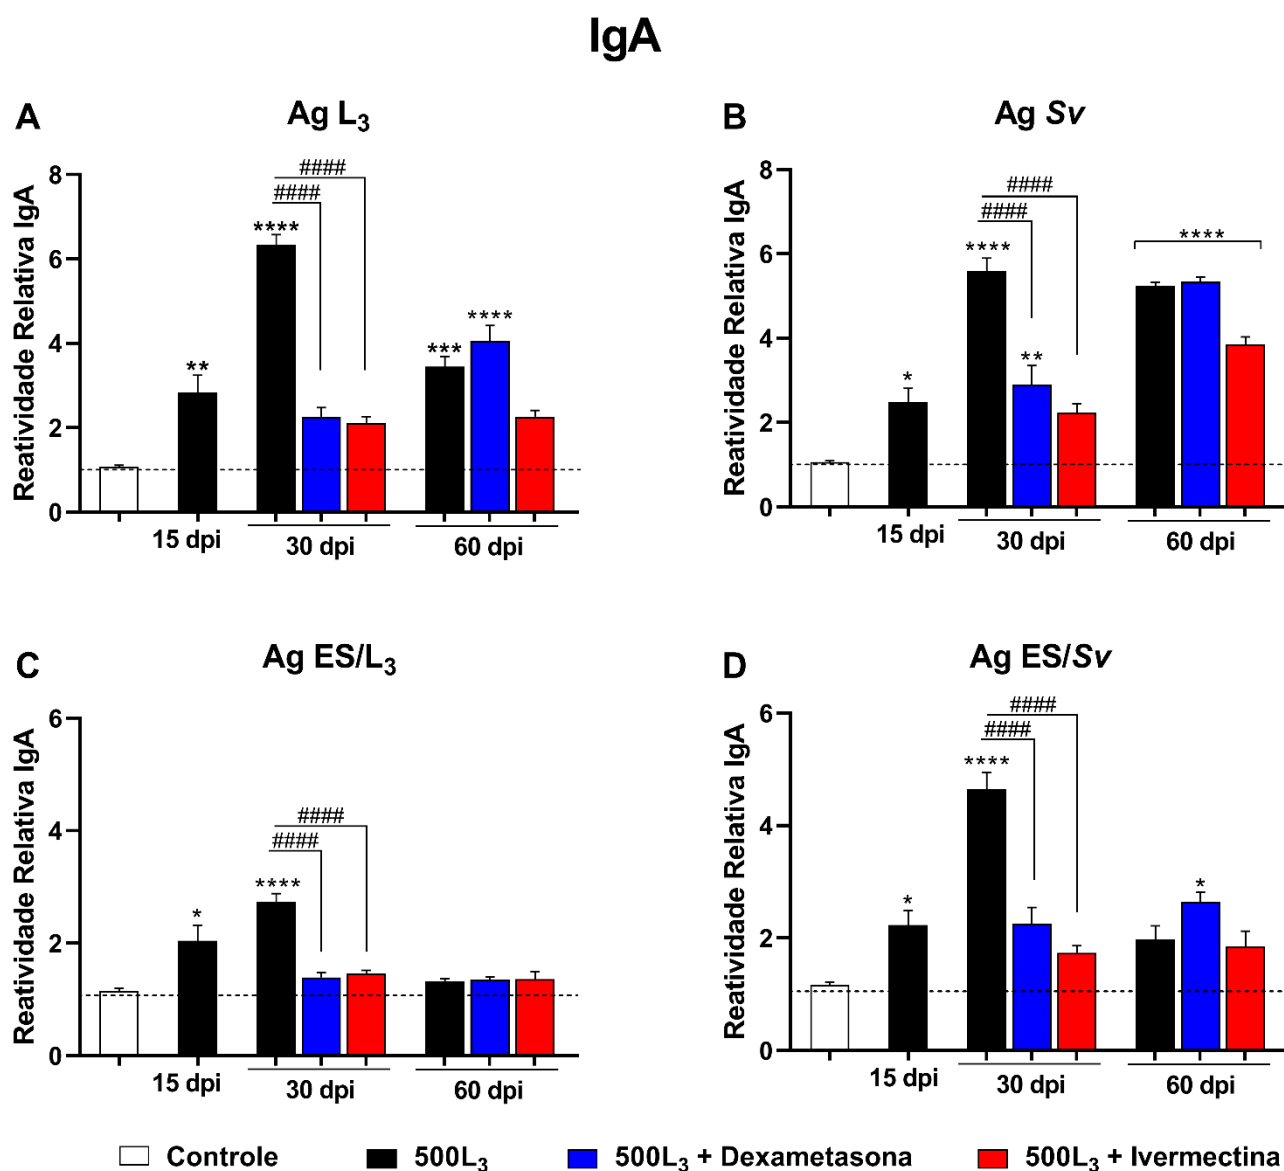 IgA
A
Ag L₃
Reatividade Relativa IgA
8
6
4
2
0
**
****
####
####
***
****
15 dpi
30 dpi
60 dpi
B
Ag Sv
Reatividade Relativa IgA
8
6
4
2
0
*
****
####
####
**
****
15 dpi
30 dpi
60 dpi
C
Ag ES/L₃
Reatividade Relativa IgA
6
4
2
0
*
****
####
####
15 dpi
30 dpi
60 dpi
D
Ag ES/Sv
Reatividade Relativa IgA
6
4
2
0
*
****
####
####
*
15 dpi
30 dpi
60 dpi
Controle
500L₃
500L₃ + Dexametasona
500L₃ + Ivermectina